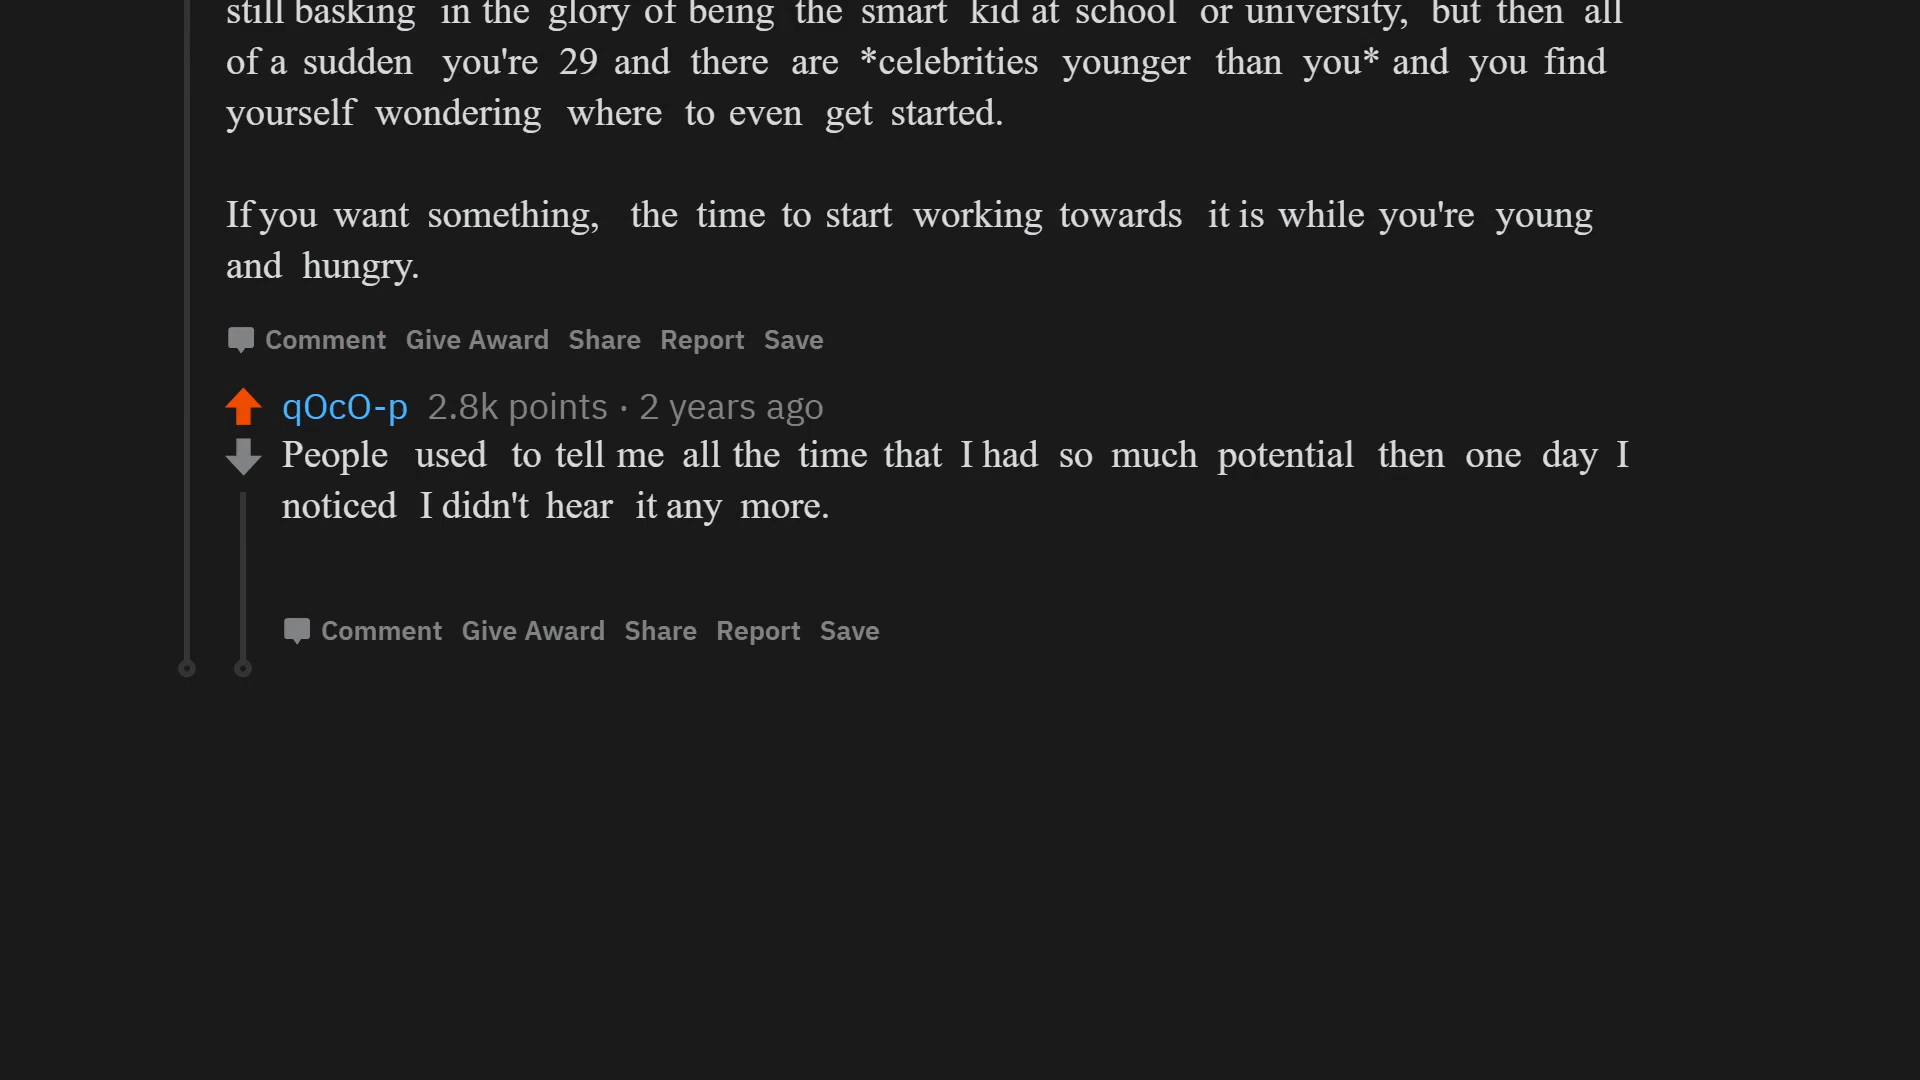 still basking in the glory of being the smart kid at school or university, but then all
of a sudden you're 29 and there are *celebrities younger than you* and you find
yourself wondering where to even get started.
If you want something, the time to start working towards it is while you're young
and hungry.
Comment Give Award Share Report Save
qOcO-p 2.8k points · 2 years ago
People used to tell me all the time that I had so much potential then one day I
noticed I didn't hear it any more.
Comment Give Award Share Report Save